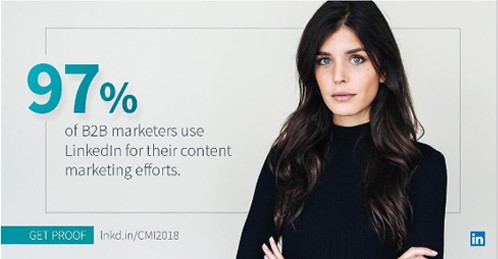 97%
of B2B marketers use
LinkedIn for their content
marketing efforts.
GET PROOF lnkd.in/CMI2018
in